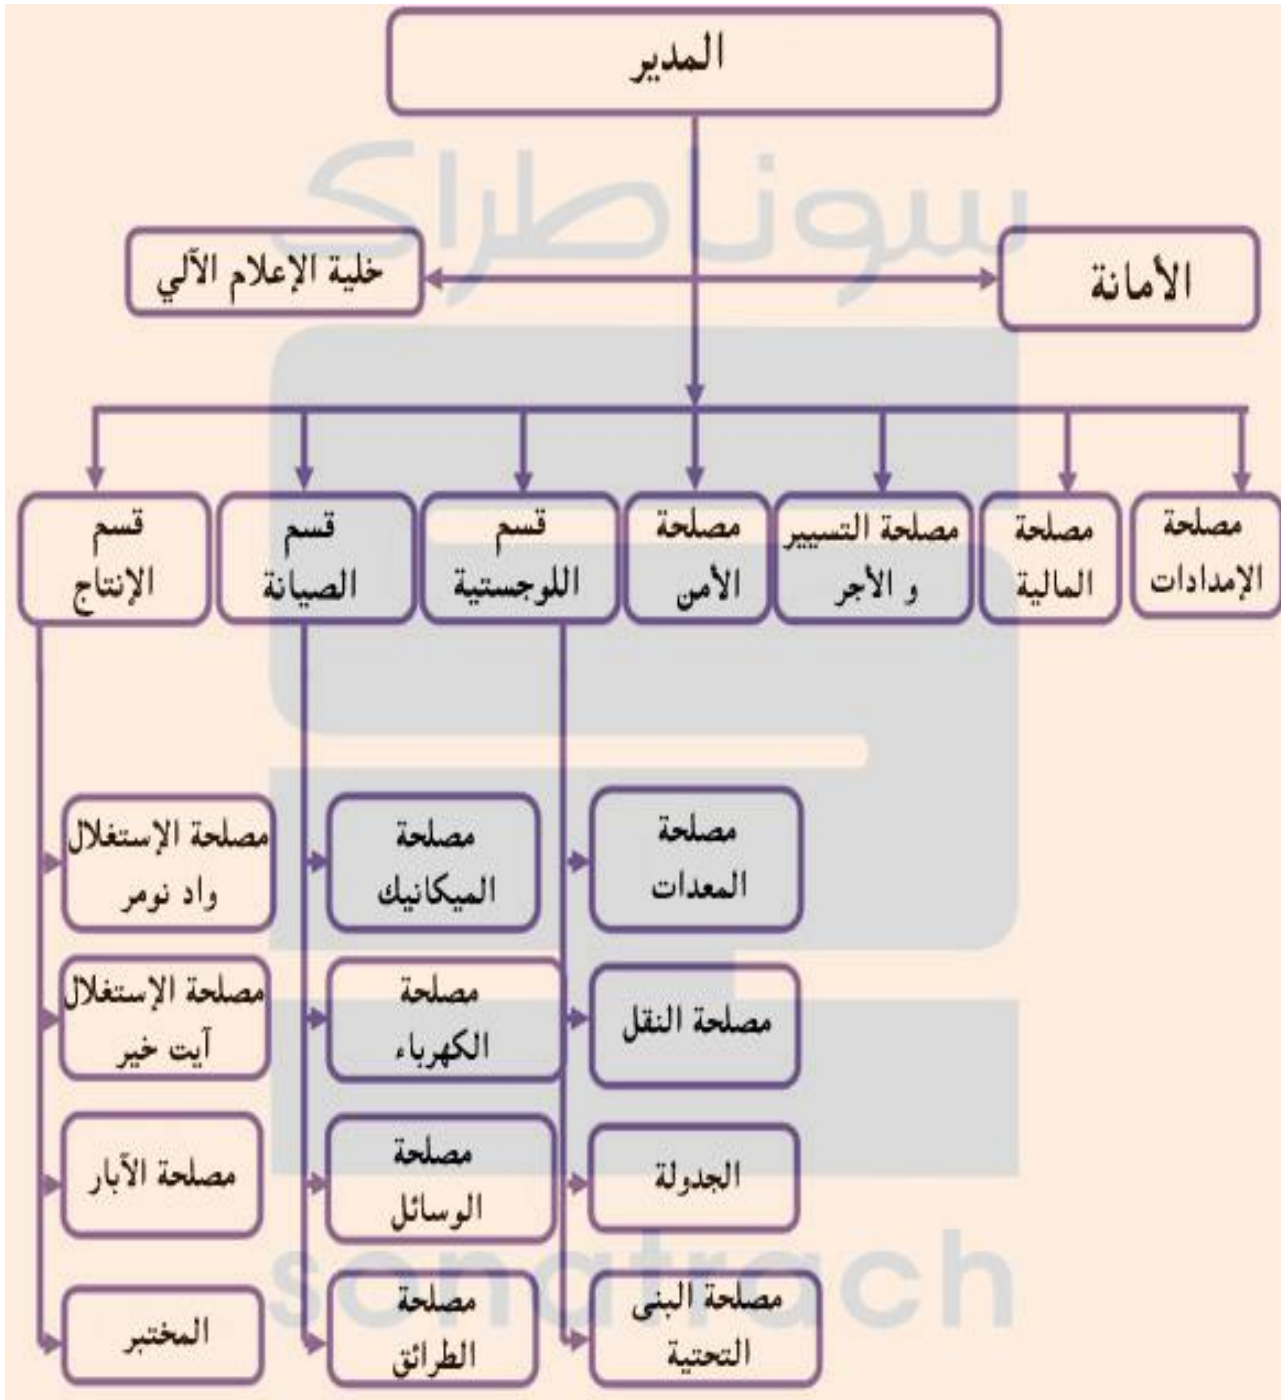 المدير
سوناطراك
الأمانة
خلية الإعلام الآلي
مصلحة
الإمدادات
مصلحة
المالية
مصلحة التسيير
و الأجر
مصلحة
الأمن
قسم
اللوجستية
قسم
الصيانة
قسم
الإنتاج
مصلحة
المعدات
مصلحة
الميكانيك
مصلحة الإستغلال
واد نومر
مصلحة النقل
مصلحة
الكهرباء
مصلحة الإستغلال
آيت خير
الجدولة
مصلحة
الوسائل
مصلحة الآبار
مصلحة البنى
التحتية
مصلحة
الطرائق
المختبر
sonatrach